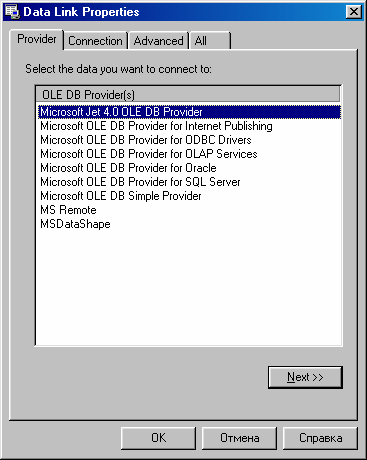 Data Link Properties
Provider Connection Advanced All
Select the data you want to connect to:
OLE DB Provider(s)
Microsoft Jet 4.0 OLE DB Provider
Microsoft OLE DB Provider for Internet Publishing
Microsoft OLE DB Provider for ODBC Drivers
Microsoft OLE DB Provider for OLAP Services
Microsoft OLE DB Provider for Oracle
Microsoft OLE DB Provider for SQL Server
Microsoft OLE DB Simple Provider
MS Remote
MSDataShape
Next >>
OK Отмена Справка